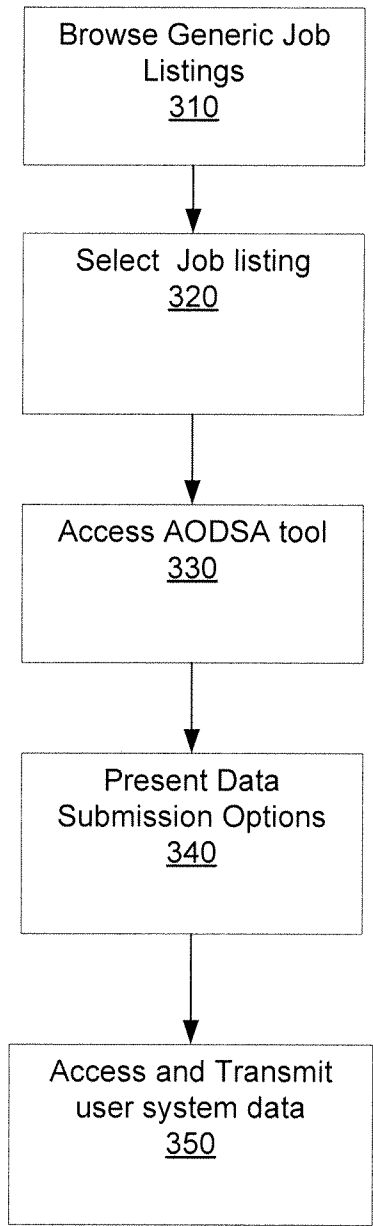 Browse Generic Job
Listings
310
Select Job listing
320
Access AODSA tool
330
Present Data
Submission Options
340
Access and Transmit
user system data
350